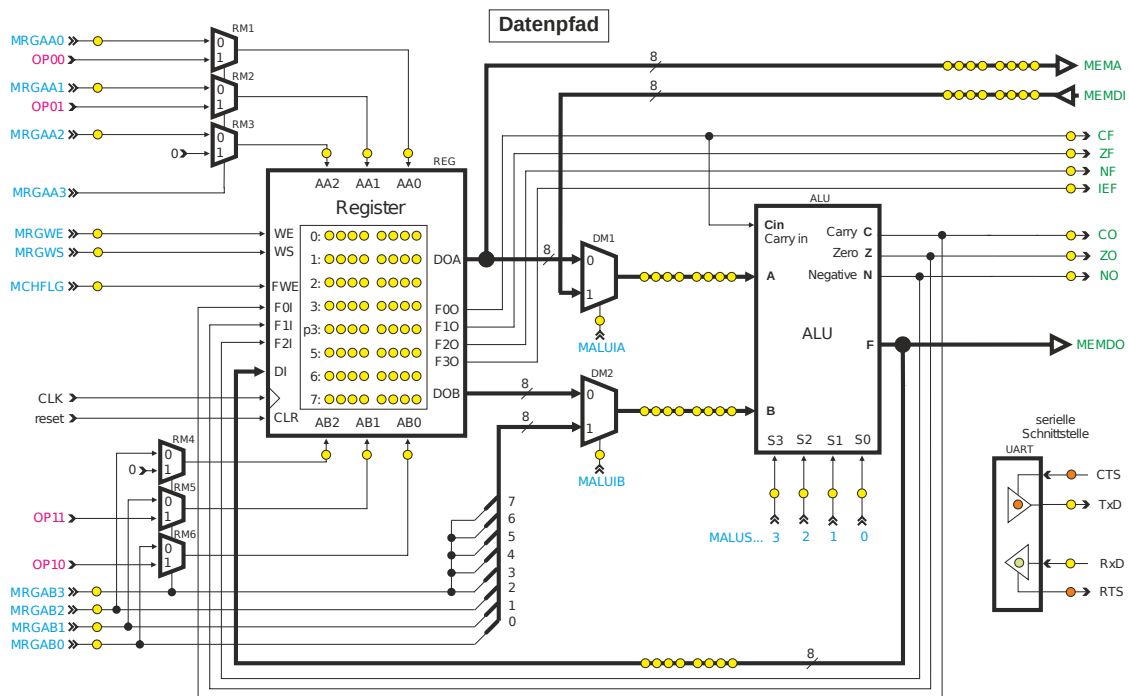 Datenpfad
MRGAA0
OP00
RM1
0
1
MRGAA1
OP01
RM2
0
1
MRGAA2
0
RM3
0
1
MRGAA3
8
MEMA
8
MEMDI
CF
ZF
NF
IEF
REG
AA2 AA1 AA0
Register
MRGWE
WE
MRGWS
WS
MCHFLG
FWE
F0I
F1I
F2I
DI
CLK
reset
CLR
0:
1:
2:
3:
p3:
5:
6:
7:
DOA
F0O
F1O
F2O
F3O
DOB
AB2 AB1 AB0
8
DM1
0
1
MALUIA
8
8
DM2
0
1
MALUIB
ALU
Cin
Carry in
Carry C
Zero Z
Negative N
A
ALU
F
B
S3 S2 S1 S0
CO
ZO
NO
MEMDO
MALUS... 3 2 1 0
RM4
0
1
0
RM5
0
1
OP11
RM6
0
1
OP10
MRGAB3
MRGAB2
MRGAB1
MRGAB0
7
6
5
4
3
2
1
0
8
serielle
Schnittstelle
UART
CTS
TxD
RxD
RTS